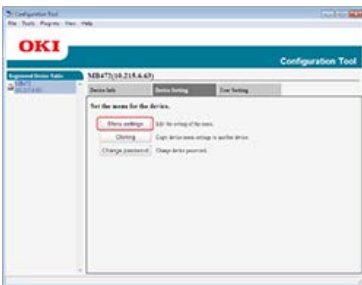 Configuration Tool
File Tools Plug-ins View Help
OKI
Configuration Tool
Registered Device Table
MB472(10.215.4.63)
MB472
Device Info
Device Setting
User Setting
Set the menu for the device.
Menu settings
Edit the setting of the menu.
Cloning
Copy device menu settings to another device.
Change password
Change device password.